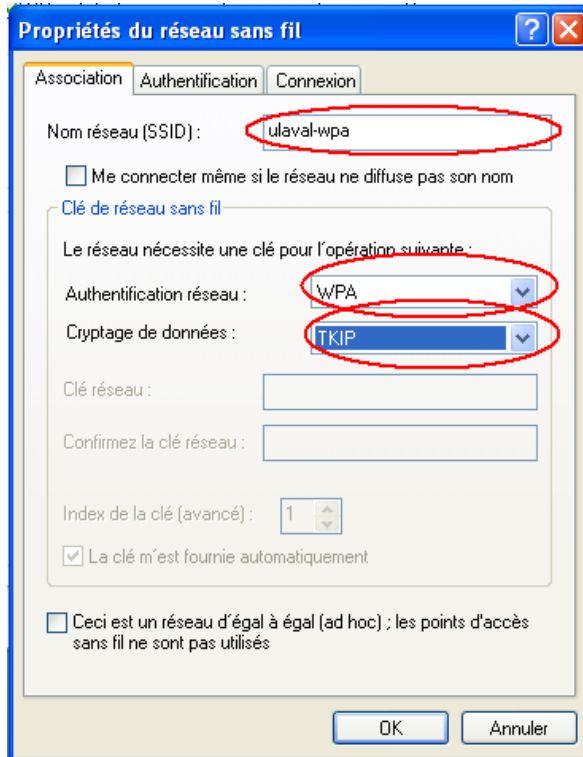 Propriétés du réseau sans fil
Association Authentification Connexion
Nom réseau (SSID) : ulaval-wpa
Me connecter même si le réseau ne diffuse pas son nom
Clé de réseau sans fil
Le réseau nécessite une clé pour l'opération suivante :
Authentification réseau : WPA
Cryptage de données : TKIP
Clé réseau :
Confirmez la clé réseau :
Index de la clé (avancé) : 1
La clé m'est fournie automatiquement
Ceci est un réseau d'égal à égal (ad hoc) ; les points d'accès
sans fil ne sont pas utilisés
OK Annuler